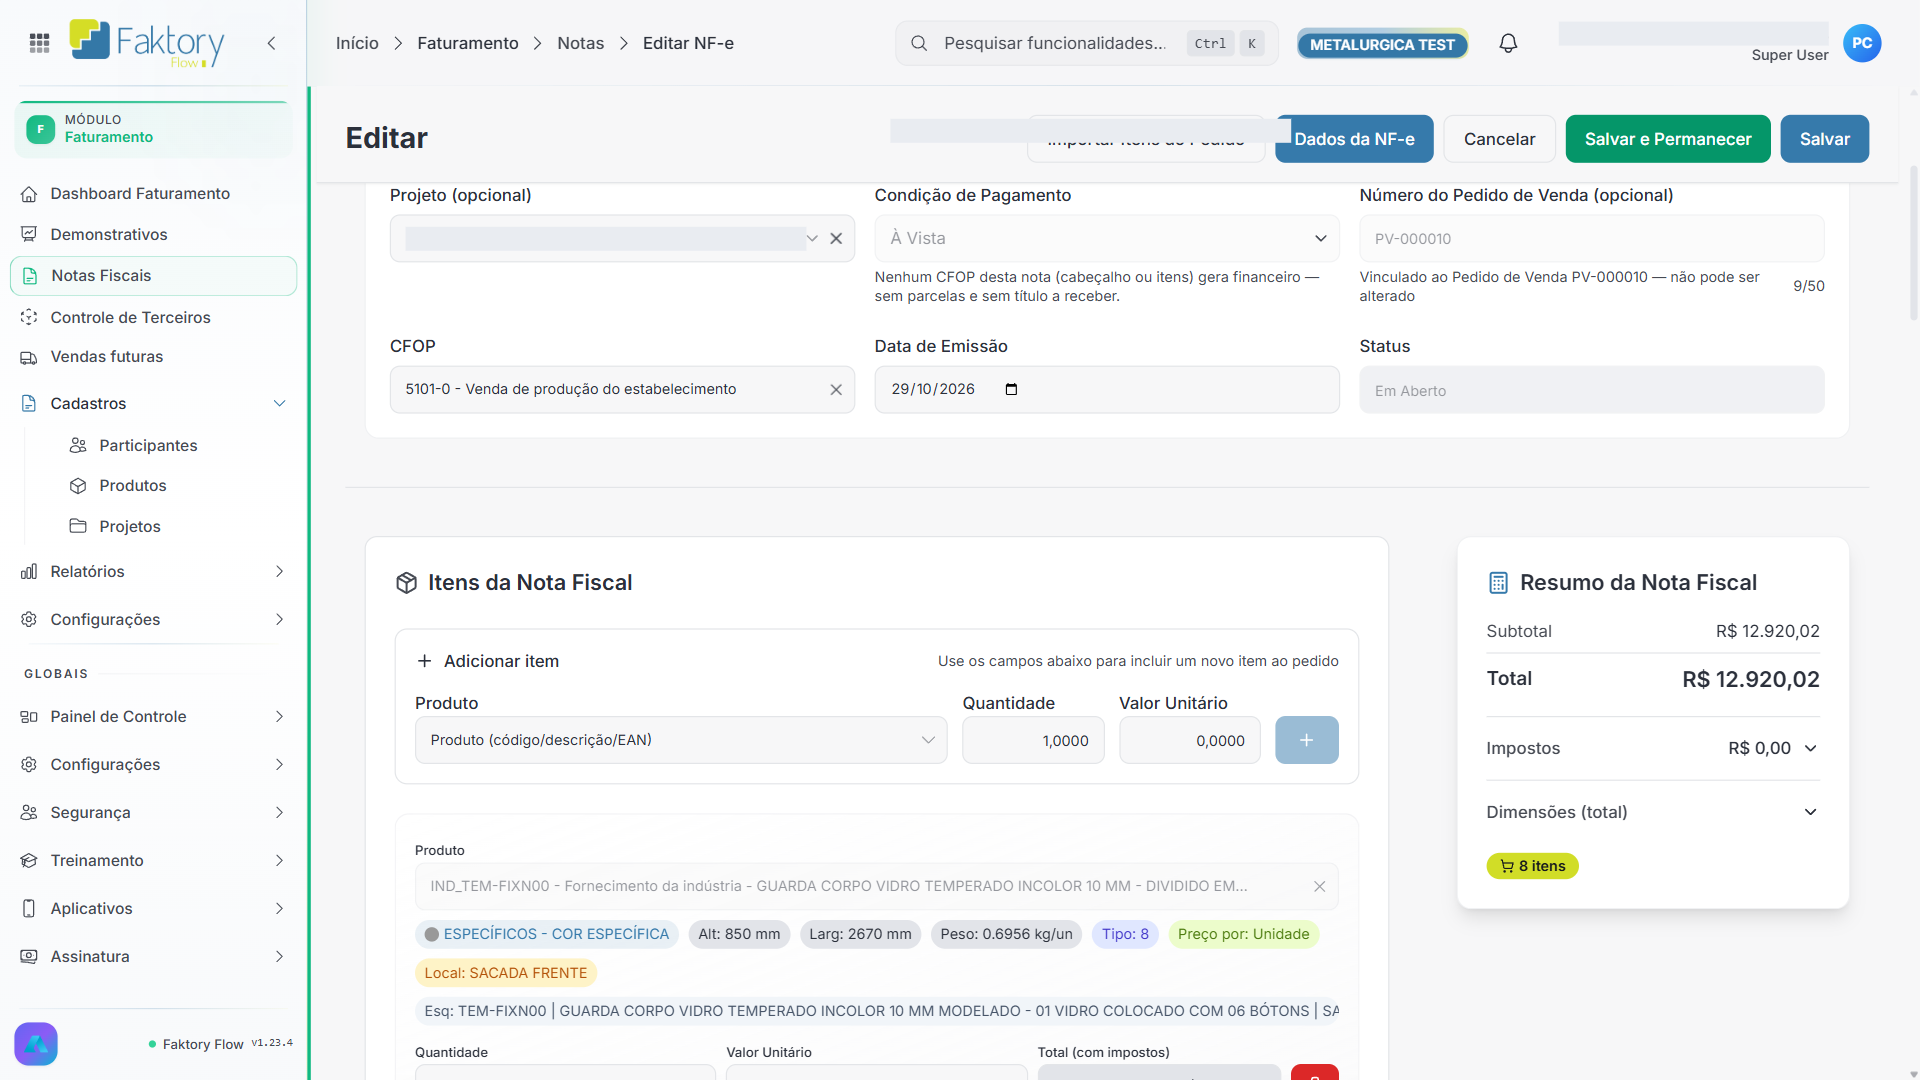 Faktory
Flow
Início
Faturamento
Notas
Editar NF-e
Pesquisar funcionalidades...
Ctrl
K
METALURGICA TEST
Super User
PC
F
MÓDULO
Faturamento
Dashboard Faturamento
Demonstrativos
Notas Fiscais
Controle de Terceiros
Vendas futuras
Cadastros
Participantes
Produtos
Projetos
Relatórios
Configurações
GLOBAIS
Painel de Controle
Configurações
Segurança
Treinamento
Aplicativos
Assinatura
Faktory Flow v1.23.4
Editar
Importar Itens do Pedido
Dados da NF-e
Cancelar
Salvar e Permanecer
Salvar
Projeto (opcional)
Condição de Pagamento
À Vista
Nenhum CFOP desta nota (cabeçalho ou itens) gera financeiro —
sem parcelas e sem título a receber.
Número do Pedido de Venda (opcional)
PV-000010
Vinculado ao Pedido de Venda PV-000010 — não pode ser
alterado
9/50
CFOP
5101-0 - Venda de produção do estabelecimento
Data de Emissão
29/10/2026
Status
Em Aberto
Itens da Nota Fiscal
Adicionar item
Use os campos abaixo para incluir um novo item ao pedido
Produto
Quantidade
Valor Unitário
Produto (código/descrição/EAN)
1,0000
0,0000
Produto
IND_TEM-FIXN00 - Fornecimento da indústria - GUARDA CORPO VIDRO TEMPERADO INCOLOR 10 MM - DIVIDIDO EM...
ESPECÍFICOS - COR ESPECÍFICA
Alt: 850 mm
Larg: 2670 mm
Peso: 0.6956 kg/un
Tipo: 8
Preço por: Unidade
Local: SACADA FRENTE
Esq: TEM-FIXN00 | GUARDA CORPO VIDRO TEMPERADO INCOLOR 10 MM MODELADO - 01 VIDRO COLOCADO COM 06 BÓTONS | SA
Quantidade
Valor Unitário
Total (com impostos)
Resumo da Nota Fiscal
Subtotal
R$ 12.920,02
Total
R$ 12.920,02
Impostos
R$ 0,00
Dimensões (total)
8 itens